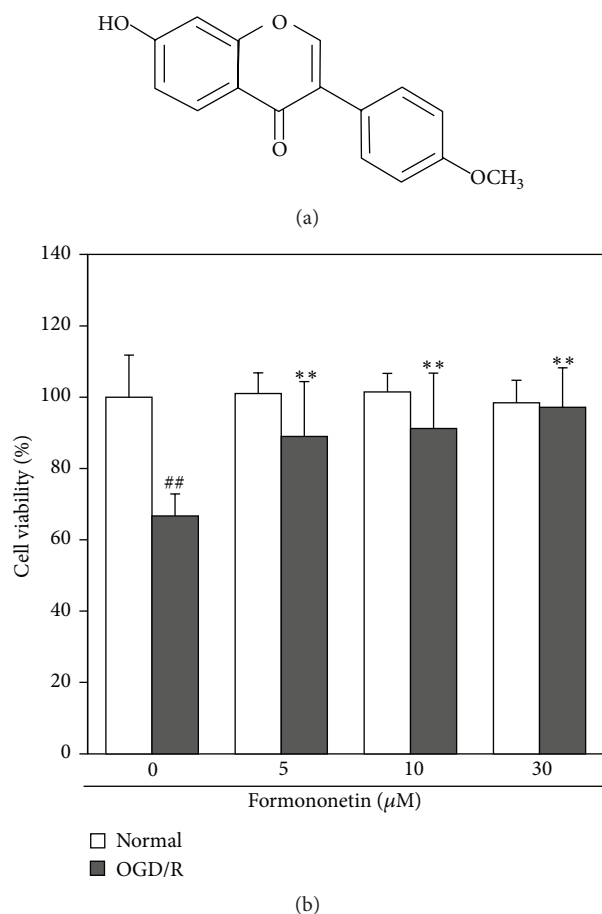 HO
O
O
OCH3
(a)
140
120
100
80
60
40
20
0
Cell viability (%)
##
**
**
**
0 5 10 30
Formononetin (μM)
Normal
OGD/R
(b)